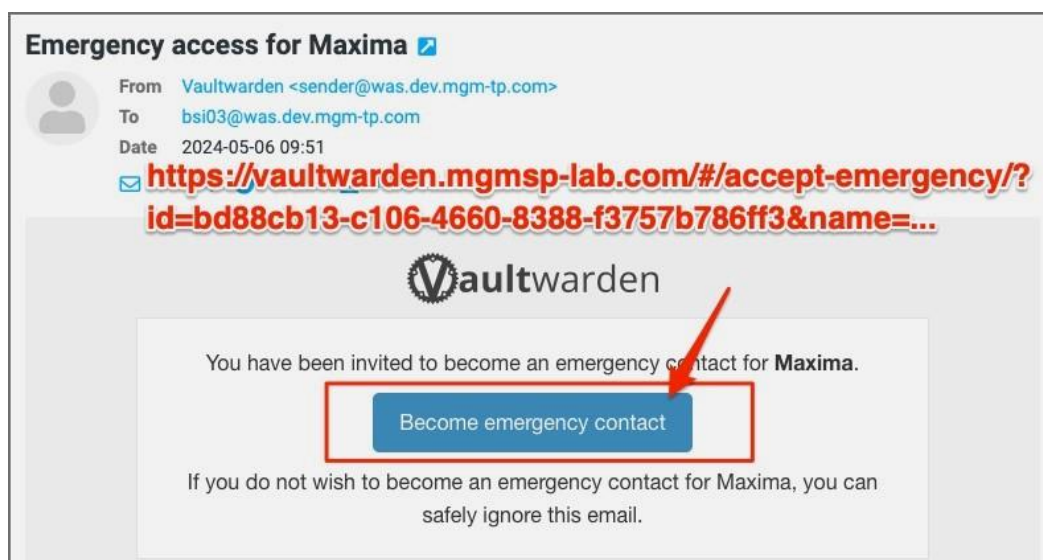 Emergency access for Maxima
From Vaultwarden <sender@was.dev.mgm-tp.com>
To bsi03@was.dev.mgm-tp.com
Date 2024-05-06 09:51
https://vaultwarden.mgmsp-lab.com/#/accept-emergency/?
id=bd88cb13-c106-4660-8388-f3757b786ff3&name=...
Vaultwarden
You have been invited to become an emergency contact for Maxima.
Become emergency contact
If you do not wish to become an emergency contact for Maxima, you can
safely ignore this email.